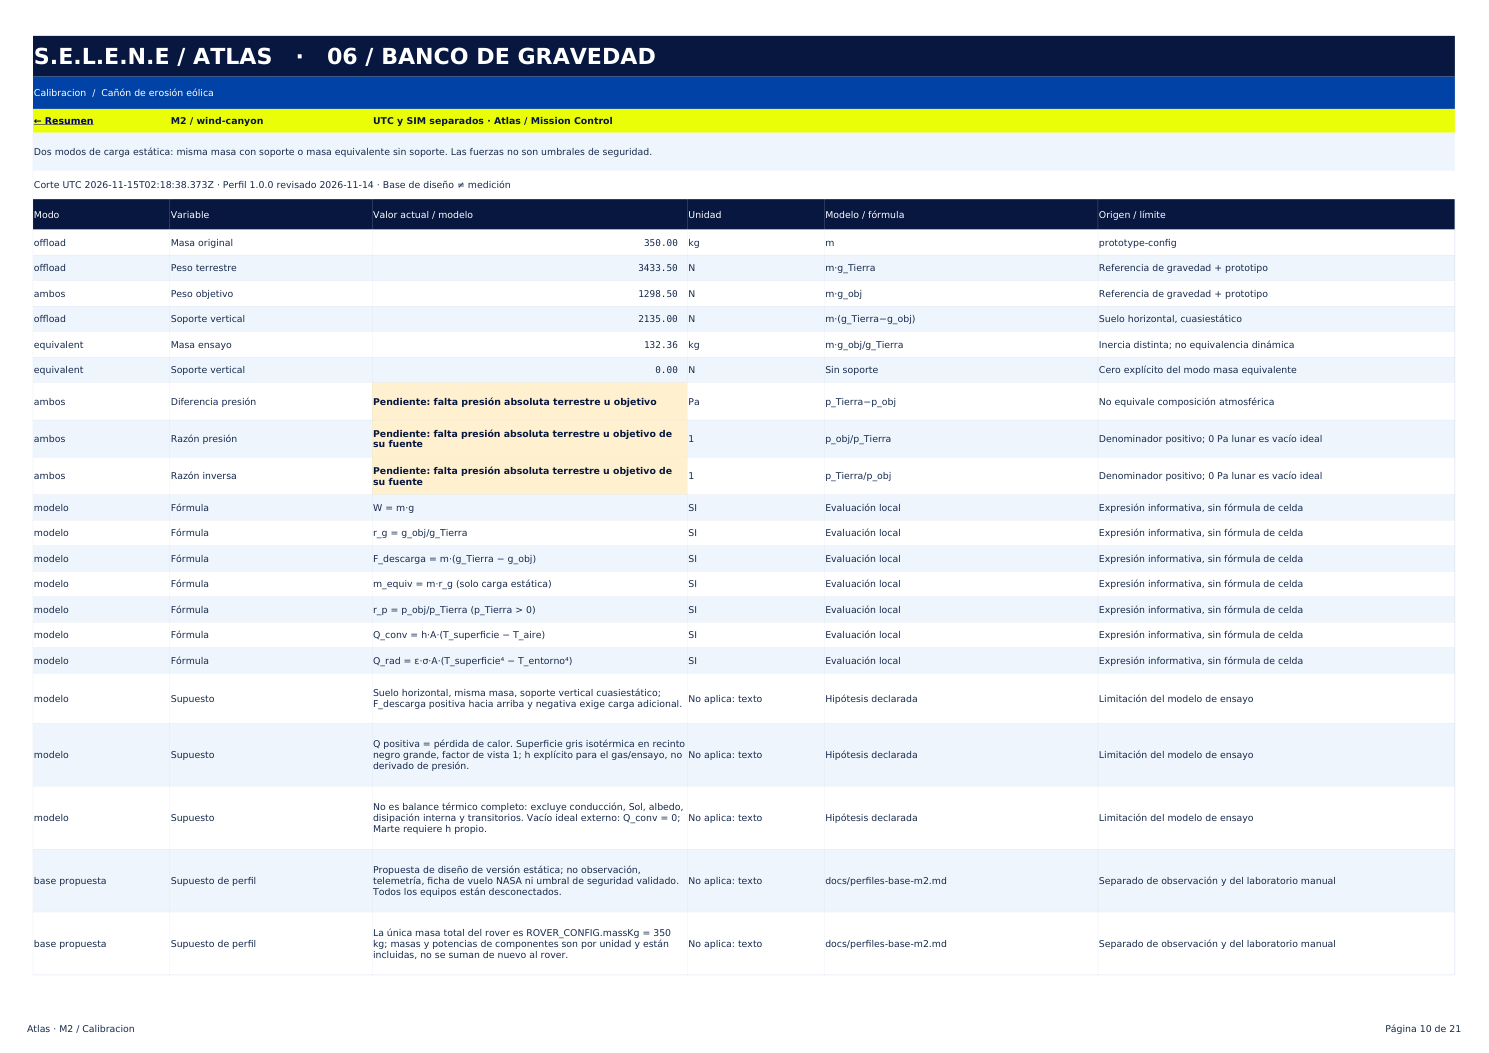 S.E.L.E.N.E / ATLAS · 06 / BANCO DE GRAVEDAD
Calibracion / Cañón de erosión eólica
← Resumen M2 / wind-canyon UTC y SIM separados · Atlas / Mission Control
Dos modos de carga estática: misma masa con soporte o masa equivalente sin soporte. Las fuerzas no son umbrales de seguridad.
Corte UTC 2026-11-15T02:18:38.373Z · Perfil 1.0.0 revisado 2026-11-14 · Base de diseño ≠ medición
Modo Variable Valor actual / modelo Unidad Modelo / fórmula Origen / límite
offload Masa original 350.00 kg m prototype-config
offload Peso terrestre 3433.50 N m·g_Tierra Referencia de gravedad + prototipo
ambos Peso objetivo 1298.50 N m·g_obj Referencia de gravedad + prototipo
offload Soporte vertical 2135.00 N m·(g_Tierra−g_obj) Suelo horizontal, cuasiestático
equivalent Masa ensayo 132.36 kg m·g_obj/g_Tierra Inercia distinta; no equivalencia dinámica
equivalent Soporte vertical 0.00 N Sin soporte Cero explícito del modo masa equivalente
ambos Diferencia presión Pendiente: falta presión absoluta terrestre u objetivo Pa p_Tierra−p_obj No equivale composición atmosférica
ambos Razón presión Pendiente: falta presión absoluta terrestre u objetivo de 1 p_obj/p_Tierra Denominador positivo; 0 Pa lunar es vacío ideal
su fuente
ambos Razón inversa Pendiente: falta presión absoluta terrestre u objetivo de 1 p_Tierra/p_obj Denominador positivo; 0 Pa lunar es vacío ideal
su fuente
modelo Fórmula W = m·g SI Evaluación local Expresión informativa, sin fórmula de celda
modelo Fórmula r_g = g_obj/g_Tierra SI Evaluación local Expresión informativa, sin fórmula de celda
modelo Fórmula F_descarga = m·(g_Tierra − g_obj) SI Evaluación local Expresión informativa, sin fórmula de celda
modelo Fórmula m_equiv = m·r_g (solo carga estática) SI Evaluación local Expresión informativa, sin fórmula de celda
modelo Fórmula r_p = p_obj/p_Tierra (p_Tierra > 0) SI Evaluación local Expresión informativa, sin fórmula de celda
modelo Fórmula Q_conv = h·A·(T_superficie − T_aire) SI Evaluación local Expresión informativa, sin fórmula de celda
modelo Fórmula Q_rad = ε·σ·A·(T_superficie⁴ − T_entorno⁴) SI Evaluación local Expresión informativa, sin fórmula de celda
modelo Supuesto Suelo horizontal, misma masa, soporte vertical cuasiestático; No aplica: texto Hipótesis declarada Limitación del modelo de ensayo
F_descarga positiva hacia arriba y negativa exige carga adicional.
modelo Supuesto Q positiva = pérdida de calor. Superficie gris isotérmica en recinto No aplica: texto Hipótesis declarada Limitación del modelo de ensayo
negro grande, factor de vista 1; h explícito para el gas/ensayo, no
derivado de presión.
modelo Supuesto No es balance térmico completo: excluye conducción, Sol, albedo, No aplica: texto Hipótesis declarada Limitación del modelo de ensayo
disipación interna y transitorios. Vacío ideal externo: Q_conv = 0;
Marte requiere h propio.
base propuesta Supuesto de perfil Propuesta de diseño de versión estática; no observación, No aplica: texto docs/perfiles-base-m2.md Separado de observación y del laboratorio manual
telemetría, ficha de vuelo NASA ni umbral de seguridad validado.
Todos los equipos están desconectados.
base propuesta Supuesto de perfil La única masa total del rover es ROVER_CONFIG.massKg = 350 No aplica: texto docs/perfiles-base-m2.md Separado de observación y del laboratorio manual
kg; masas y potencias de componentes son por unidad y están
incluidas, no se suman de nuevo al rover.
Atlas · M2 / Calibracion Página 10 de 21